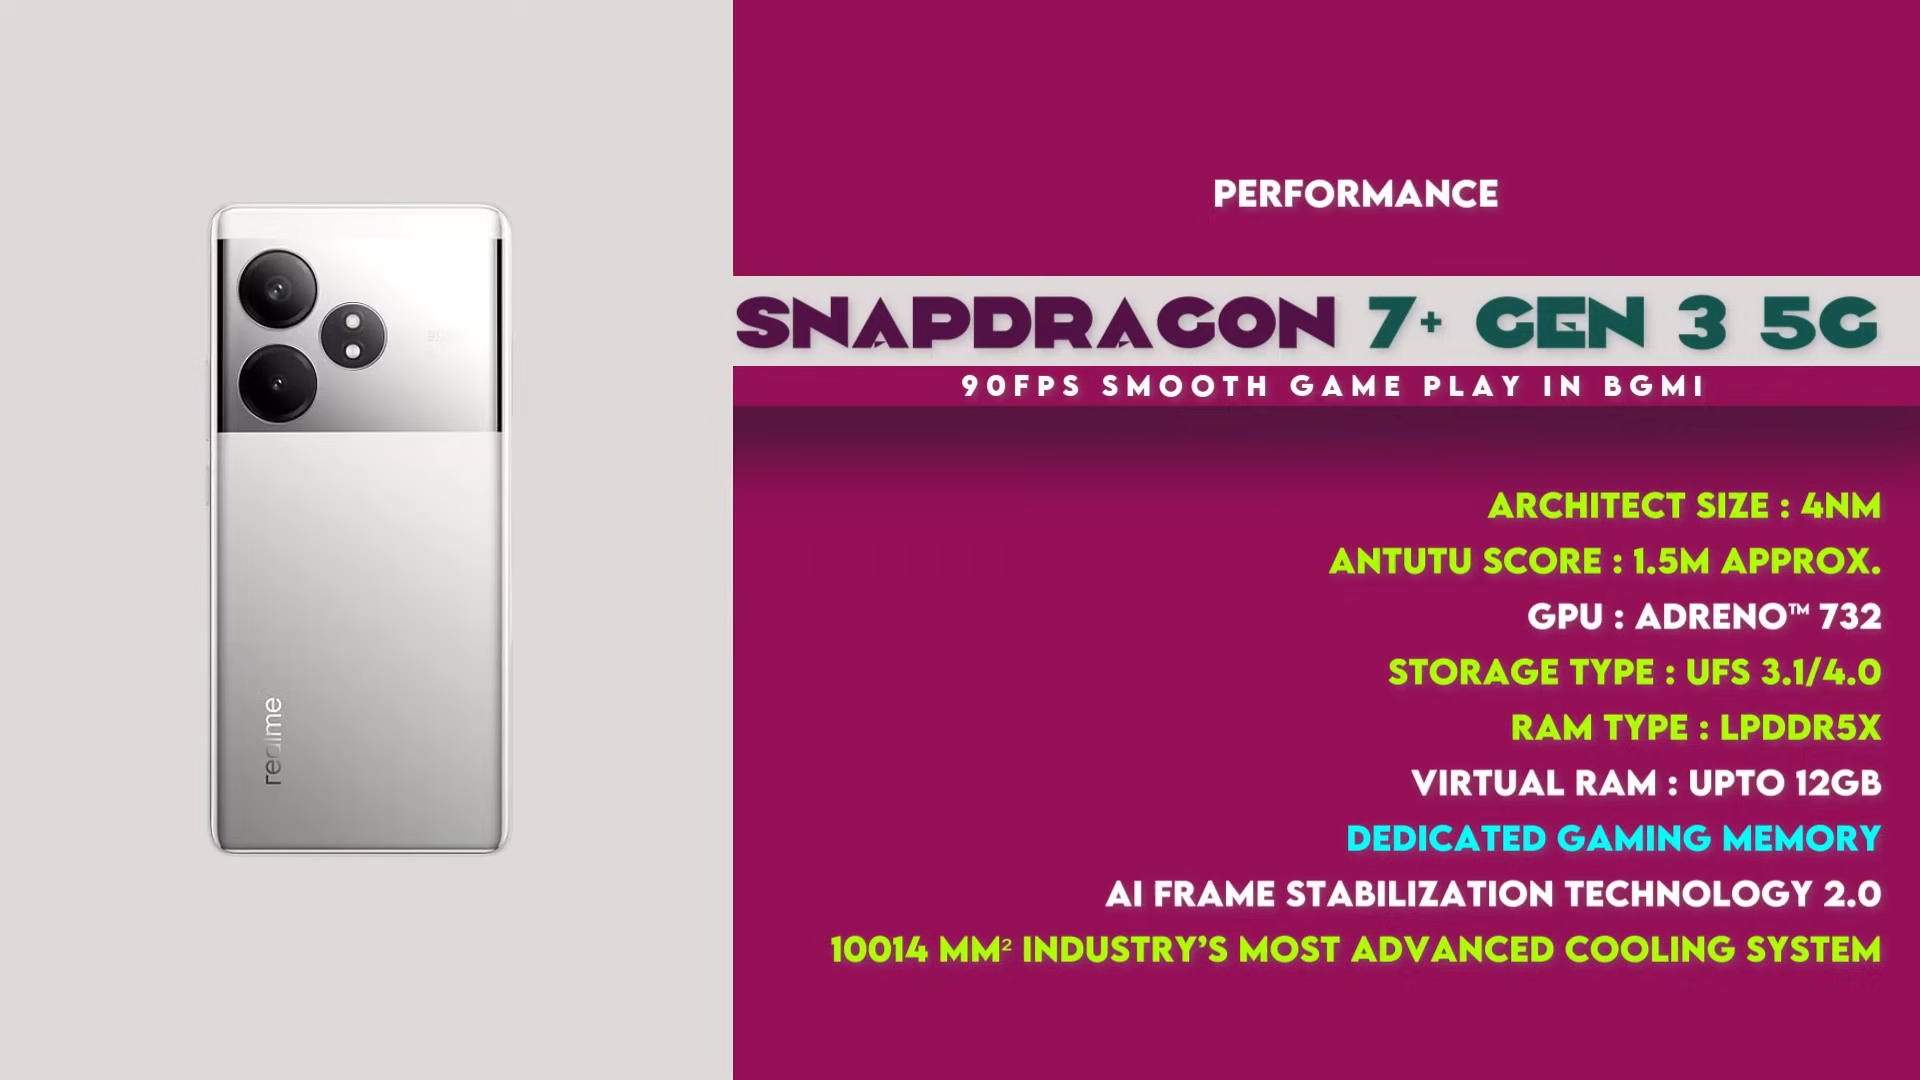 realme
PERFORMANCE
SNAPDRAGON 7+ GEN 3 5G
90FPS SMOOTH GAME PLAY IN BGMI
ARCHITECT SIZE : 4NM
ANTUTU SCORE : 1.5M APPROX.
GPU : ADRENO™ 732
STORAGE TYPE : UFS 3.1/4.0
RAM TYPE : LPDDR5X
VIRTUAL RAM : UPTO 12GB
DEDICATED GAMING MEMORY
AI FRAME STABILIZATION TECHNOLOGY 2.0
10014 MM² INDUSTRY’S MOST ADVANCED COOLING SYSTEM